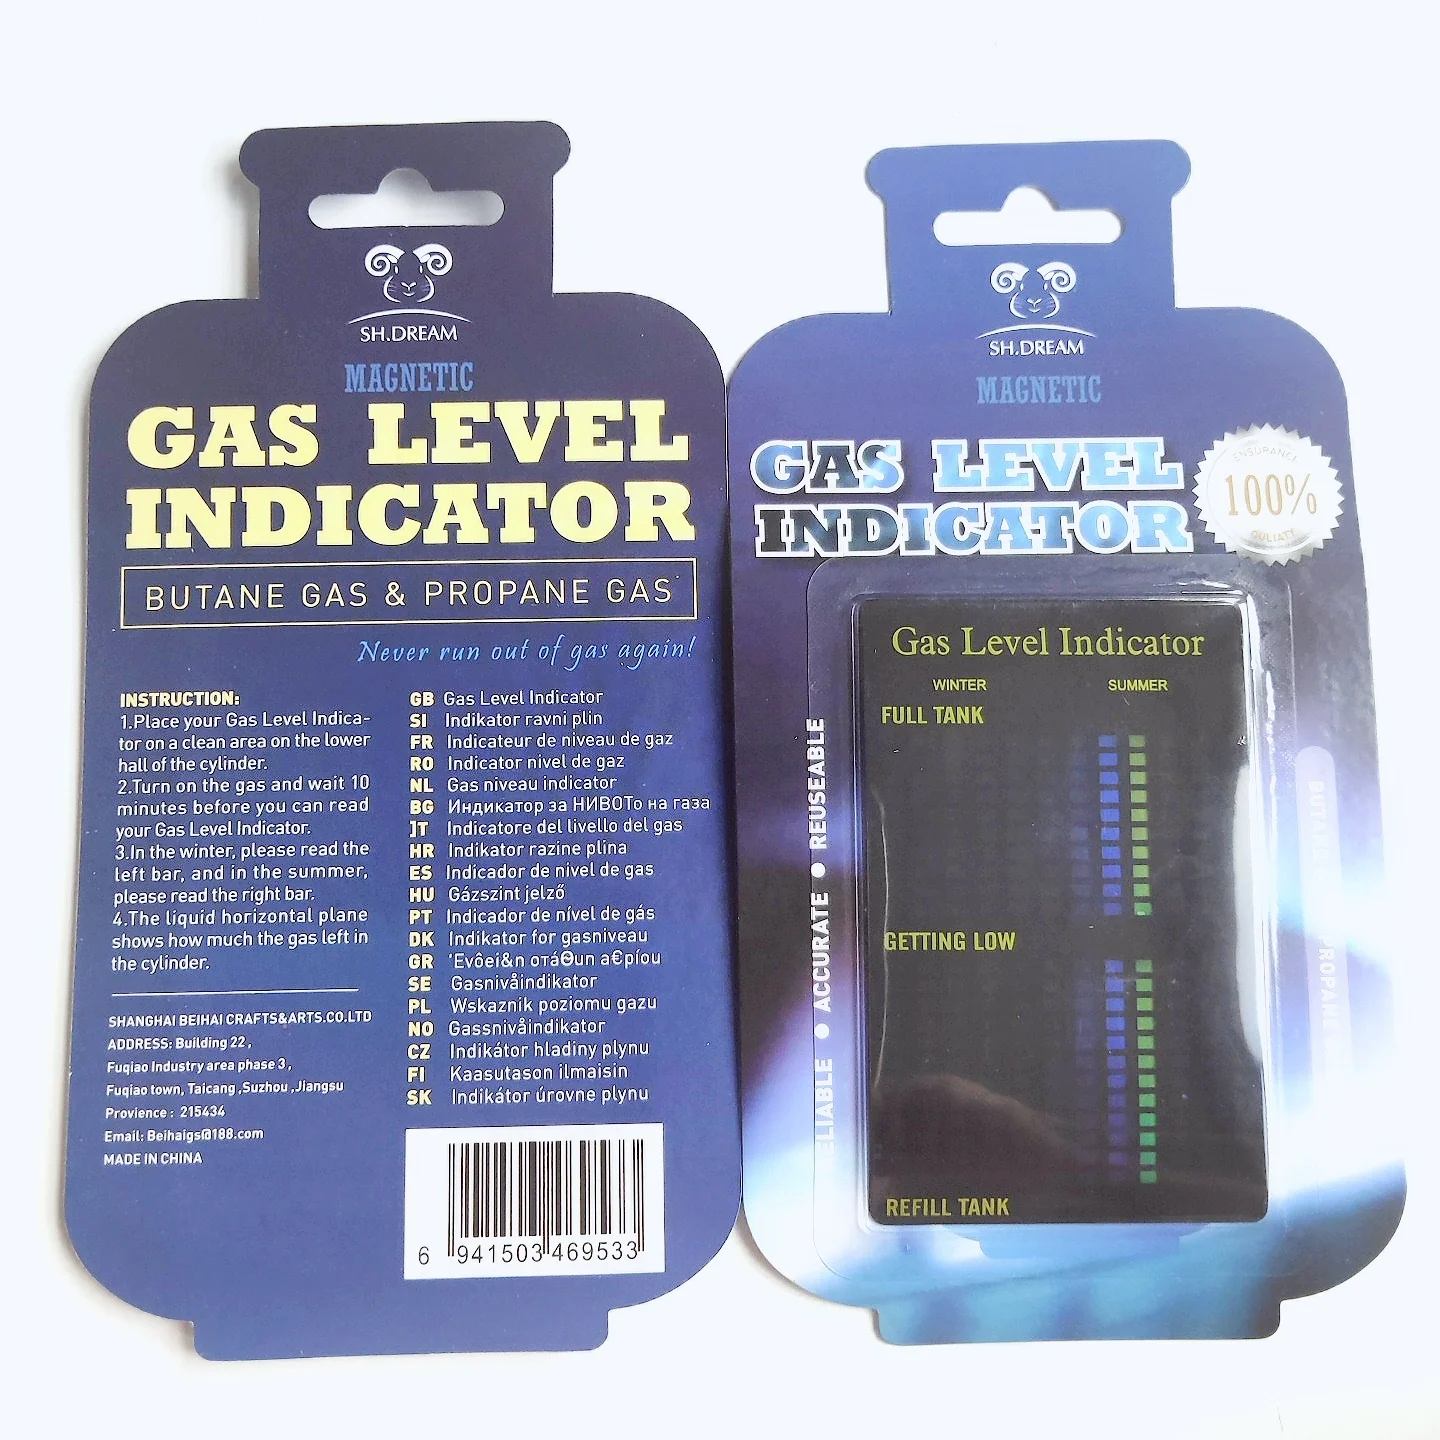 SH.DREAM
MAGNETIC
GAS LEVEL
INDICATOR
BUTANE GAS & PROPANE GAS
Never run out of gas again!
INSTRUCTION:
1.Place your Gas Level Indica-
tor on a clean area on the lower
hall of the cylinder.
2.Turn on the gas and wait 10
minutes before you can read
your Gas Level Indicator.
3.In the winter, please read the
left bar, and in the summer,
please read the right bar.
4.The liquid horizontal plane
shows how much the gas left in
the cylinder.
SHANGHAI BEIHAI CRAFTS&ARTS.CO.LTD
ADDRESS: Building 22 ,
Fuqiao Industry area phase 3 ,
Fuqiao town, Taicang ,Suzhou ,Jiangsu
Provience : 215434
Email: Beihaigs@188.com
MADE IN CHINA
GB Gas Level Indicator
SI Indikator ravni plin
FR Indicateur de niveau de gaz
RO Indicator nivel de gaz
NL Gas niveau indicator
BG Индикатор за НИВОТо на газа
IT Indicatore del livello del gas
HR Indikator razine plina
ES Indicador de nivel de gas
HU Gázszint jelző
PT Indicador de nível de gás
DK Indikator for gasniveau
GR 'Evôeí&n οτάΘun a€píou
SE Gasnivåindikator
PL Wskaznik poziomu gazu
NO Gassnivåindikator
CZ Indikátor hladiny plynu
FI Kaasutason ilmaisin
SK Indikátor úrovne plynu
6 941503 469533
SH.DREAM
MAGNETIC
GAS LEVEL
INDICATOR
ENSURANCE
100%
QULIATY
Gas Level Indicator
WINTER SUMMER
FULL TANK
GETTING LOW
REFILL TANK
RELIABLE ● ACCURATE ● REUSEABLE